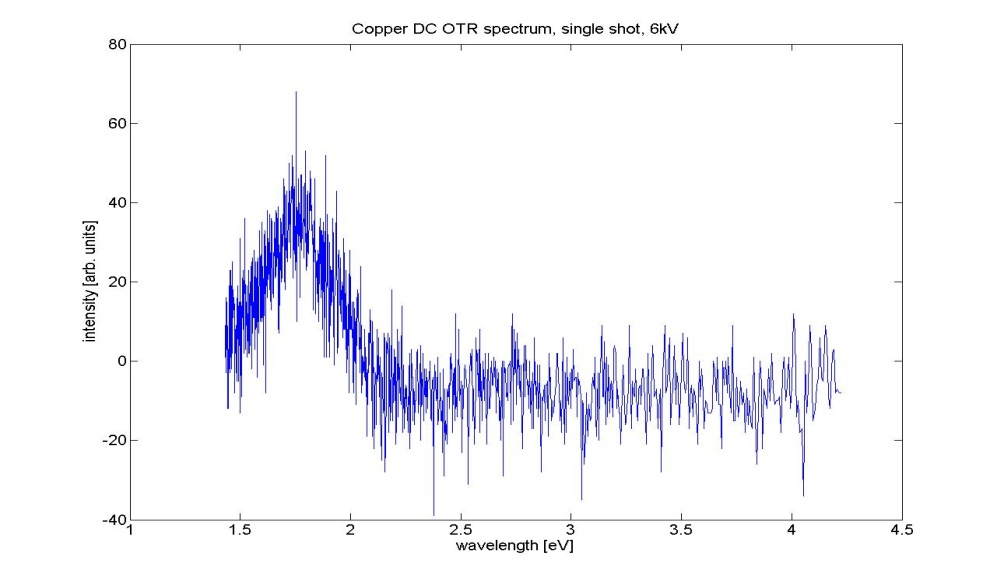 Copper DC OTR spectrum, single shot, 6kV
80
60
40
20
0
-20
-40
intensity [arb. units]
1 1.5 2 2.5 3 3.5 4 4.5
wavelength [eV]